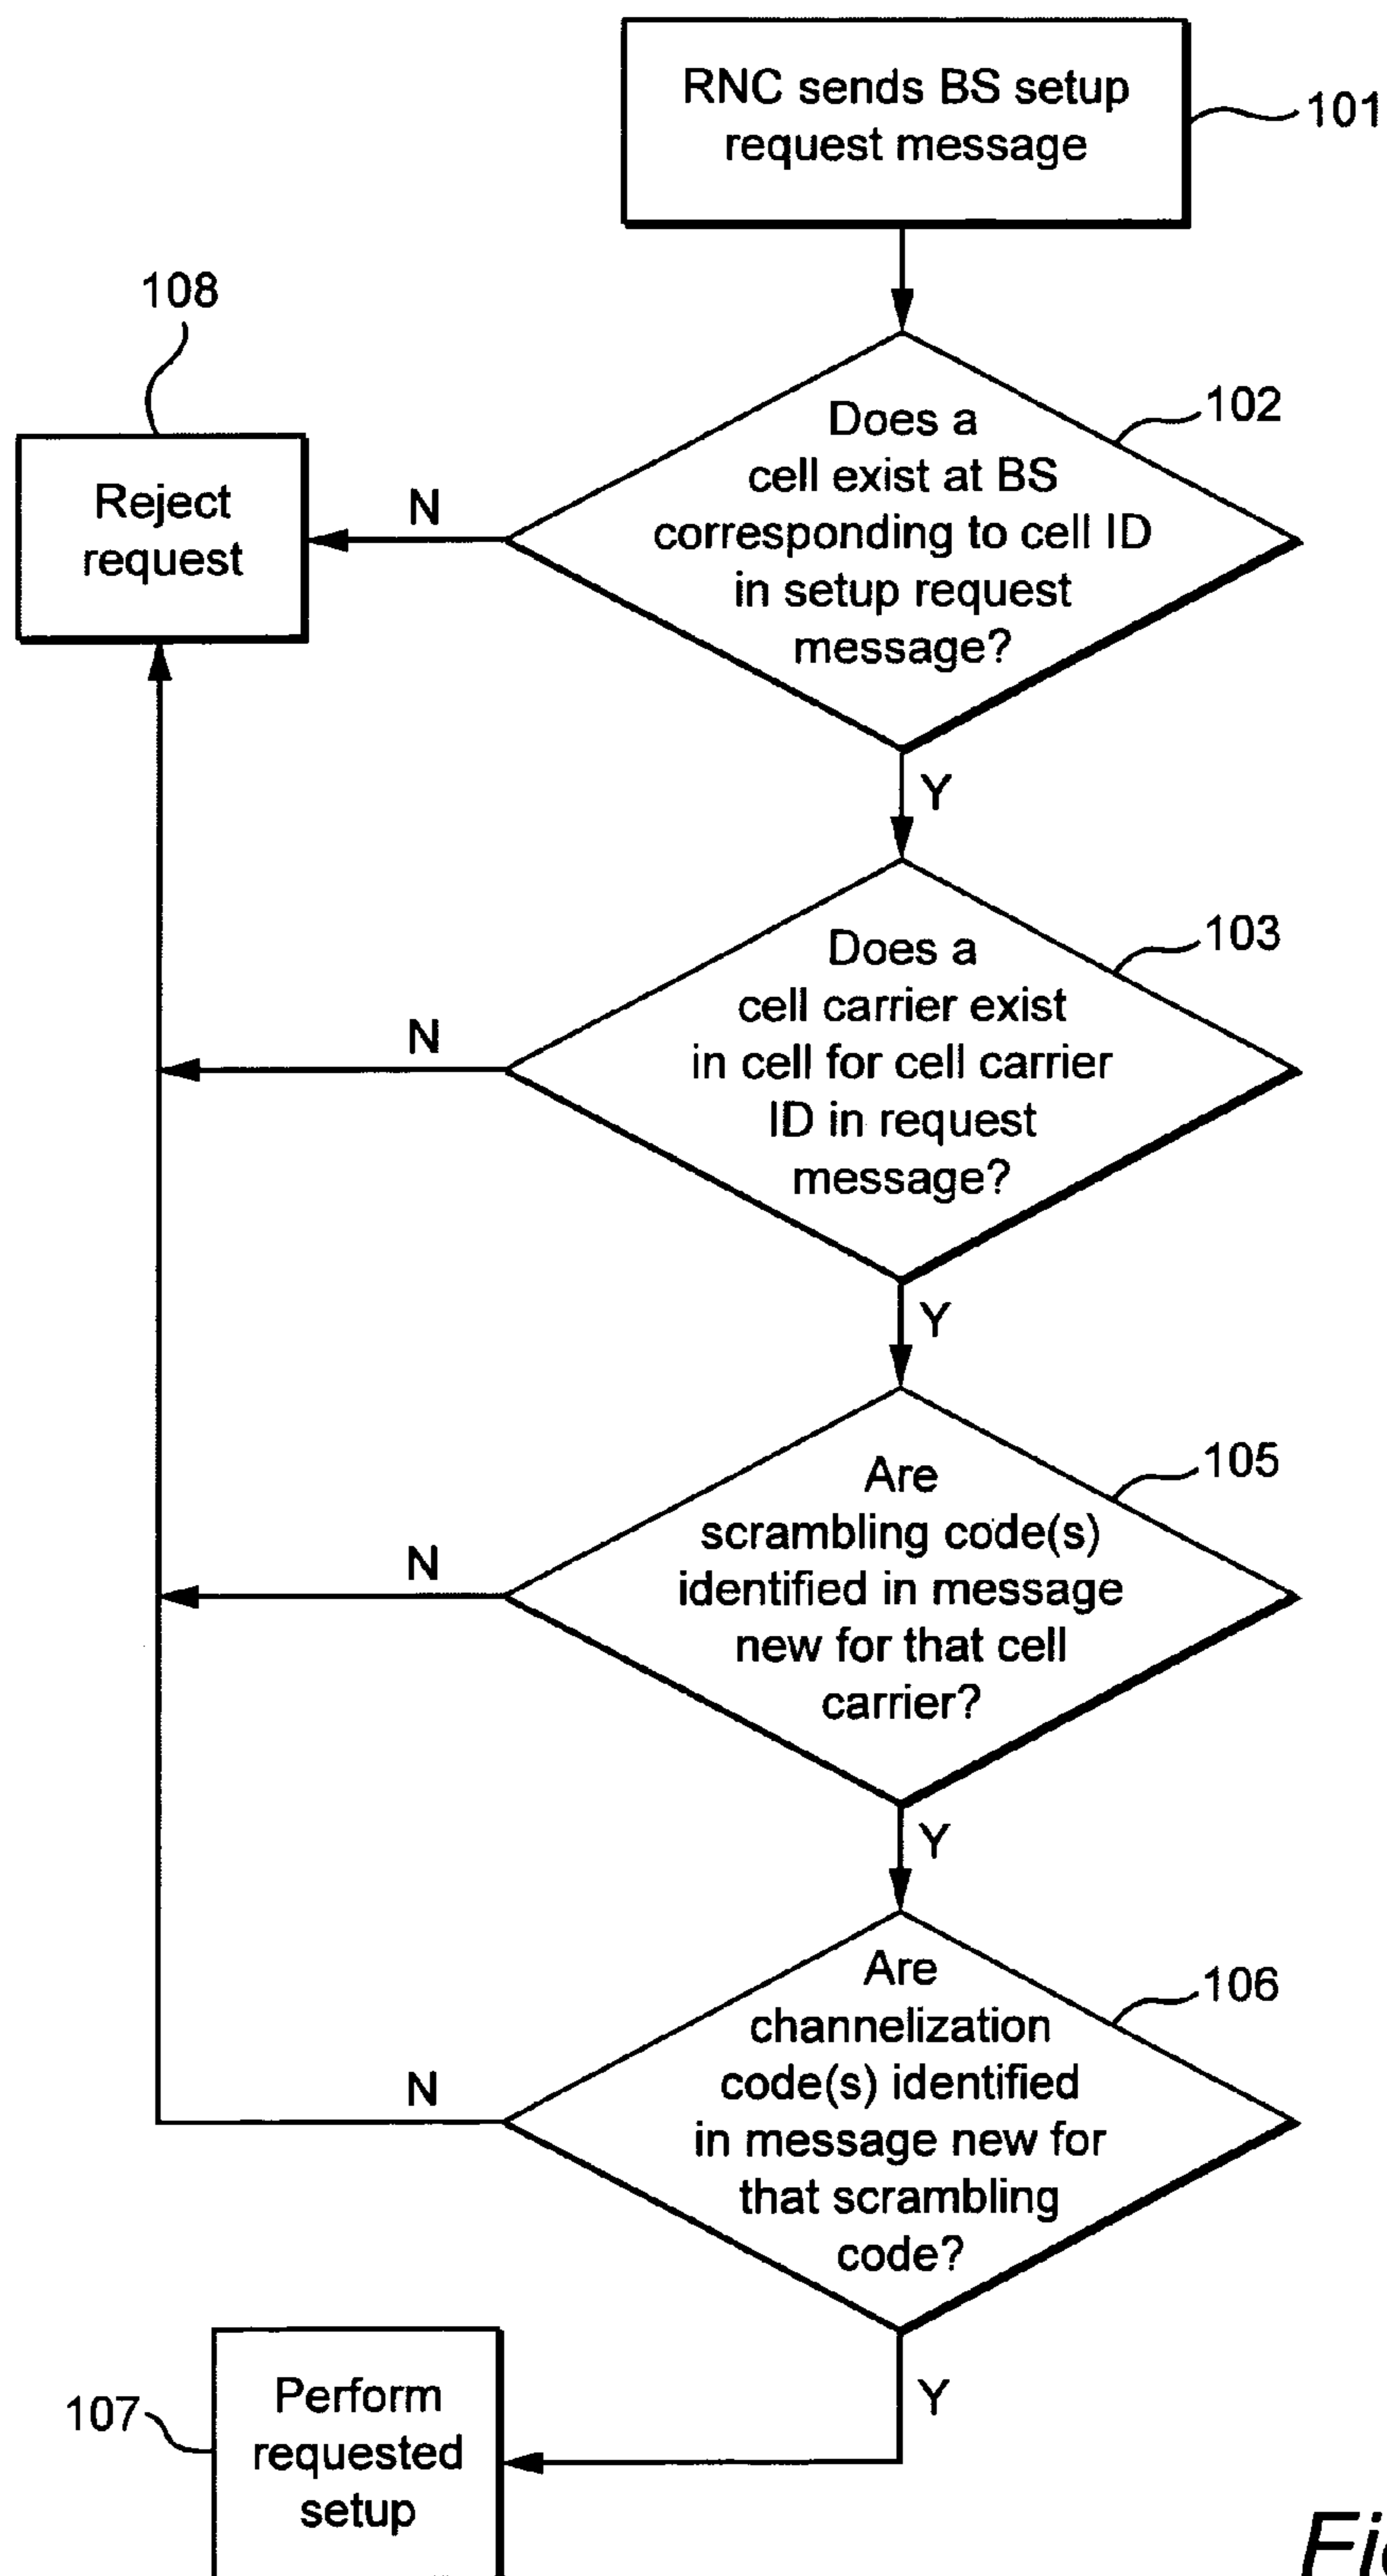 RNC sends BS setup
request message
101
108
102
Reject
request
N
Does a
cell exist at BS
corresponding to cell ID
in setup request
message?
Y
103
N
Does a
cell carrier exist
in cell for cell carrier
ID in request
message?
Y
105
N
Are
scrambling code(s)
identified in message
new for that cell
carrier?
Y
106
N
Are
channelization
code(s) identified
in message new for
that scrambling
code?
Y
107
Perform
requested
setup